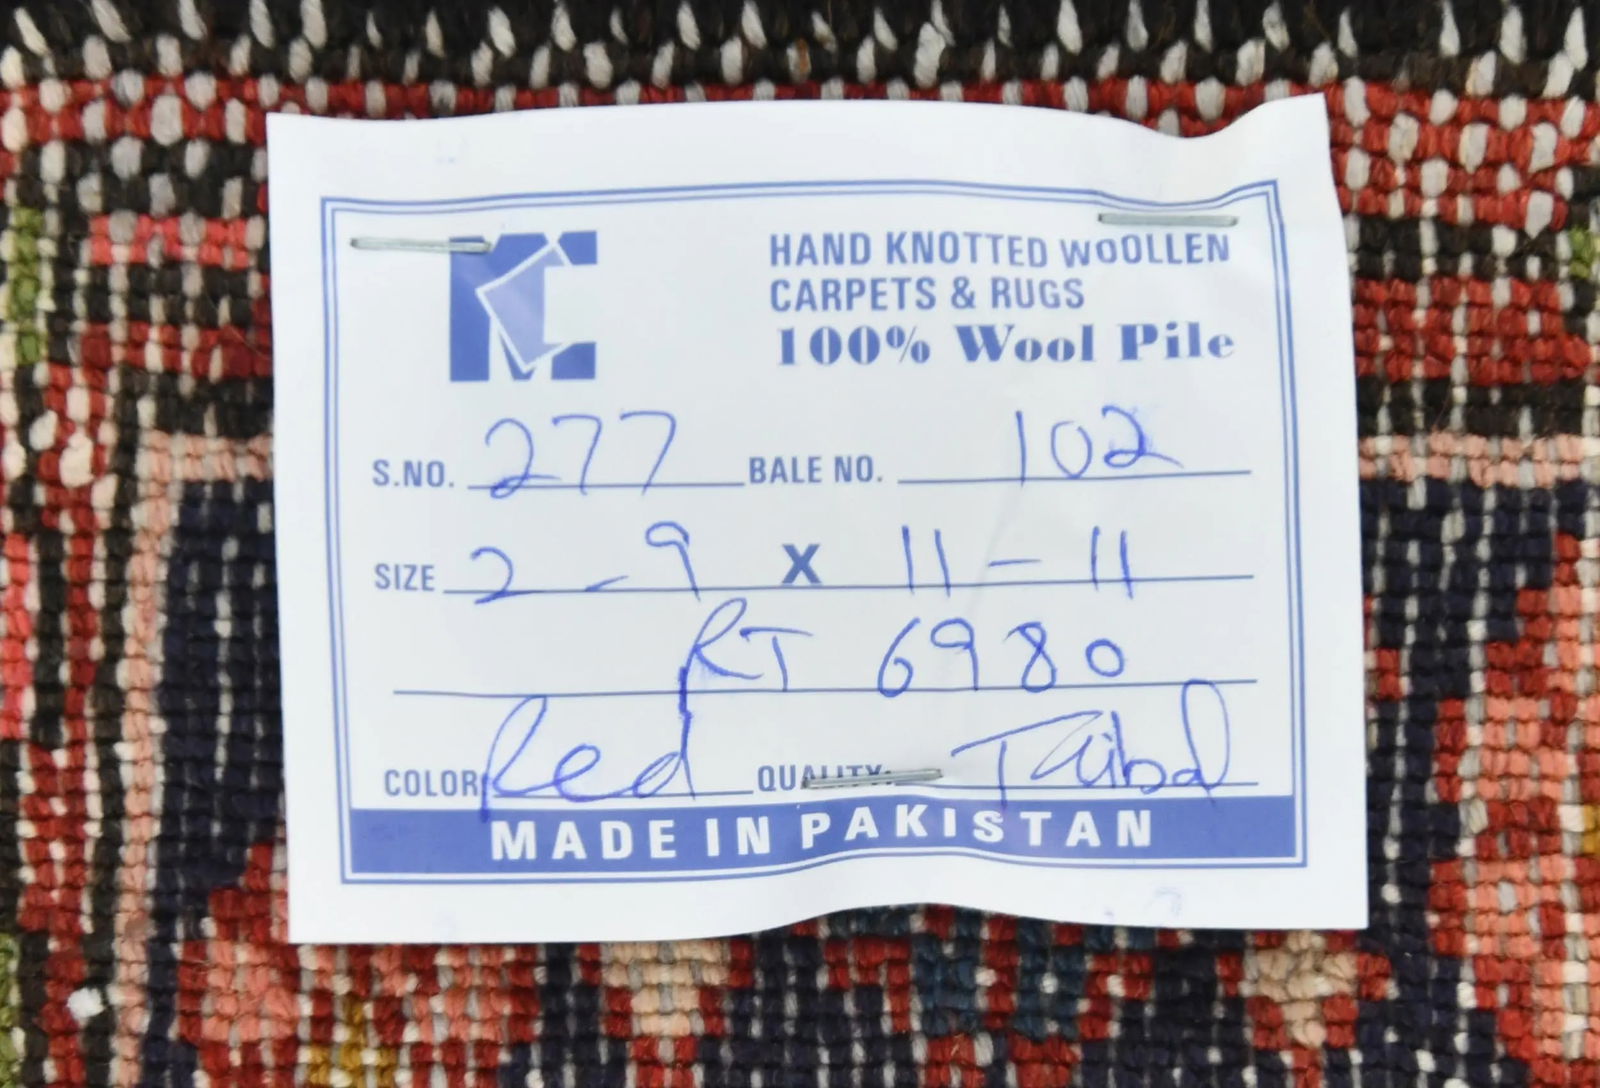 HAND KNOTTED WOOLLEN
CARPETS & RUGS
100% Wool Pile
S.NO. 277 BALE NO. 102
SIZE 2-9 X 11-11
RT 6980
COLOR Red QUALITY: Tribal
MADE IN PAKISTAN